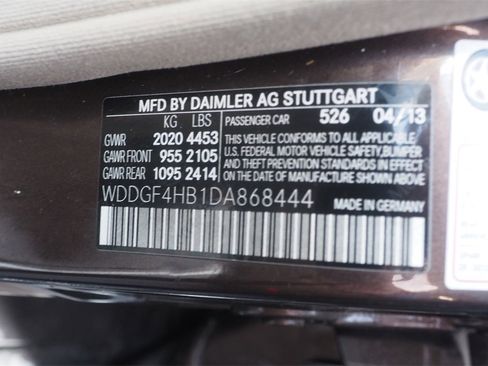 MFD BY DAIMLER AG STUTTGART
KG LBS PASSENGER CAR 526 04/13
GVWR 2020 4453
GAWR FRONT 955 2105
GAWR REAR 1095 2414
THIS VEHICLE CONFORMS TO ALL APPLICABLE
U.S. FEDERAL MOTOR VEHICLE SAFETY, BUMPER,
AND THEFT PREVENTION STANDARDS IN EFFECT
ON THE DATE OF MANUFACTURE SHOWN ABOVE.
WDDGF4HB1DA868444 MADE IN GERMANY